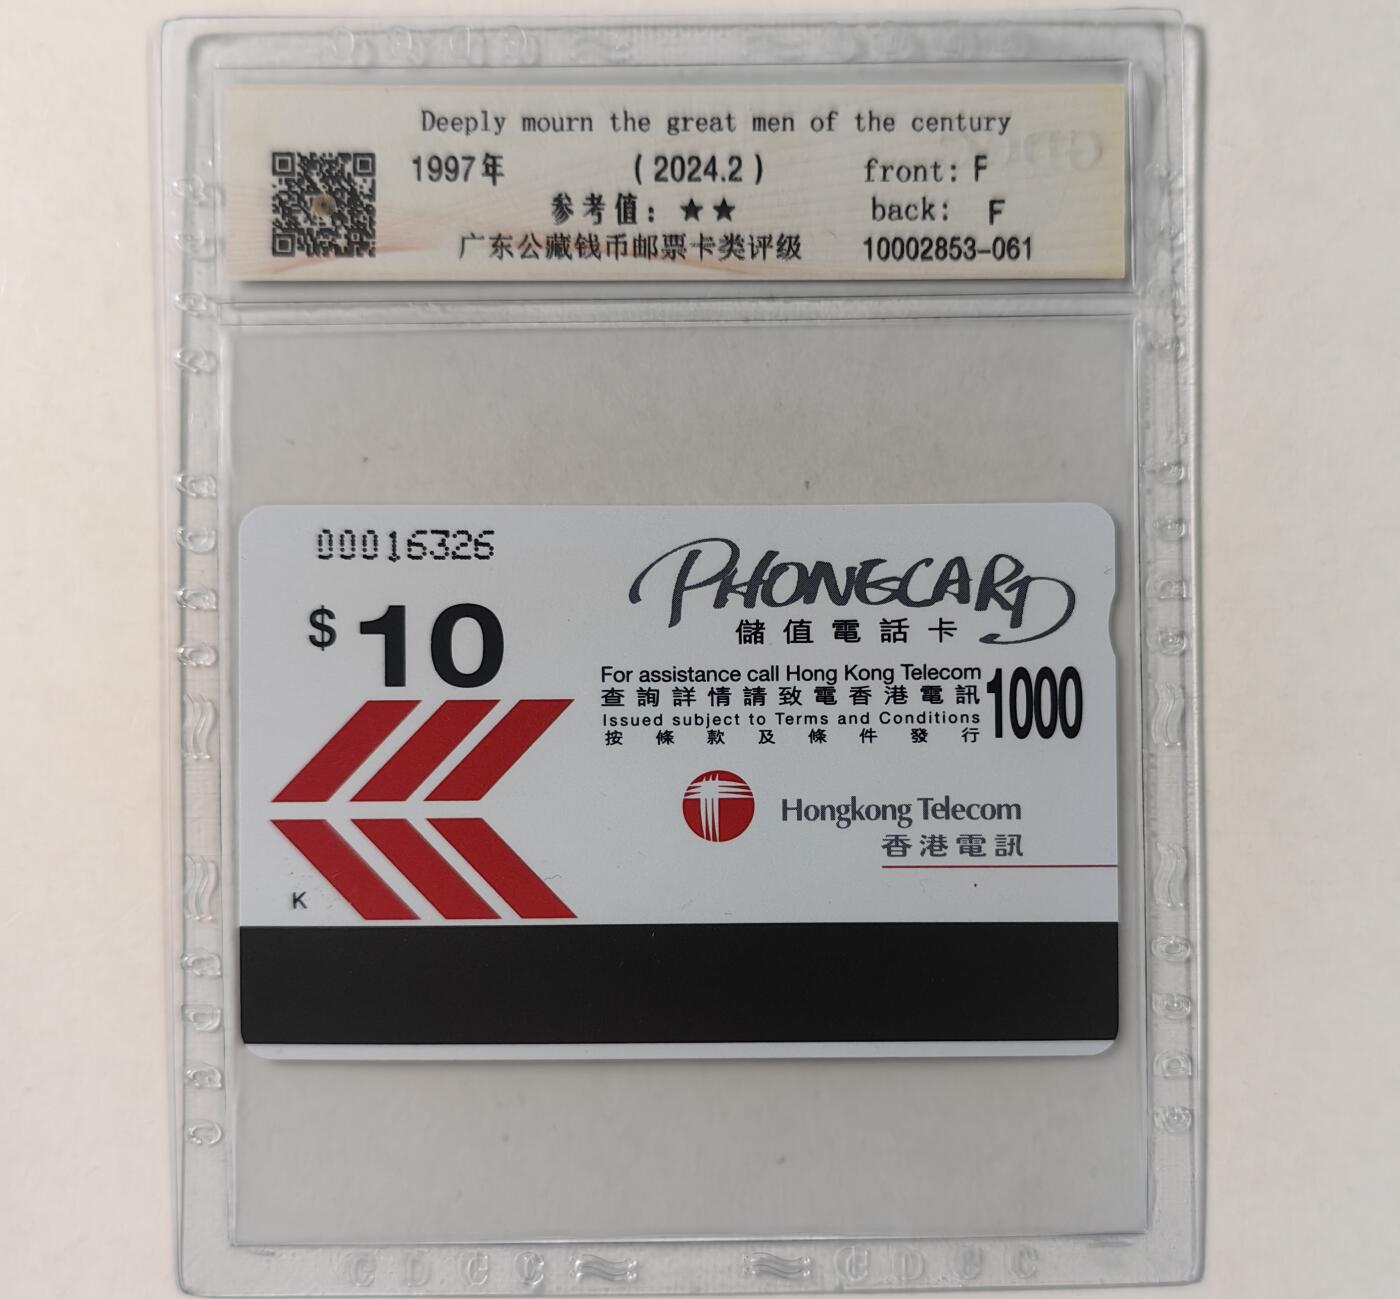 Deeply mourn the great men of the century
1997年 (2024.2) front: F
参考值：★★ back: F
广东公藏钱币邮票卡类评级 10002853-061
00016326
$10
PHONECARD
儲值電話卡
For assistance call Hong Kong Telecom 1000
查詢詳情請致電香港電訊
Issued subject to Terms and Conditions
按條款及條件發行
Hongkong Telecom
香港電訊
K